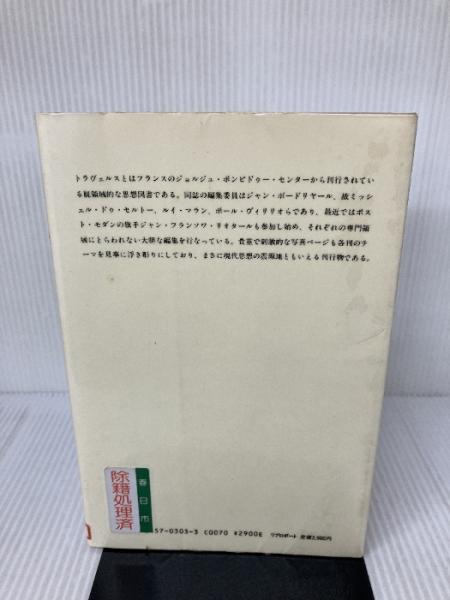 トラヴェルスとはフランスのジョルジュ・ポンピドゥー・センターから刊行されてい
る脱領域的な思想図書である。同誌の編集委員はジャン・ボードリヤール、故ミッシ
ェル・ドゥ・セルトー、ルイ・マラン、ポール・ヴィリリオらであり、最近ではポス
ト・モダンの旗手ジャン・フランソワ・リオタールも参加し始め、それぞれの専門領
域にとらわれない大胆な編集を行なっている。貴重で刺激的な写真ページも各刊のテ
ーマを見事に浮き彫りにしており、まさに現代思想の震源地ともいえる刊行物である。
春日市
除籍処理済
57-0303-3 C0070 ¥2900E リブロポート 定価2,900円